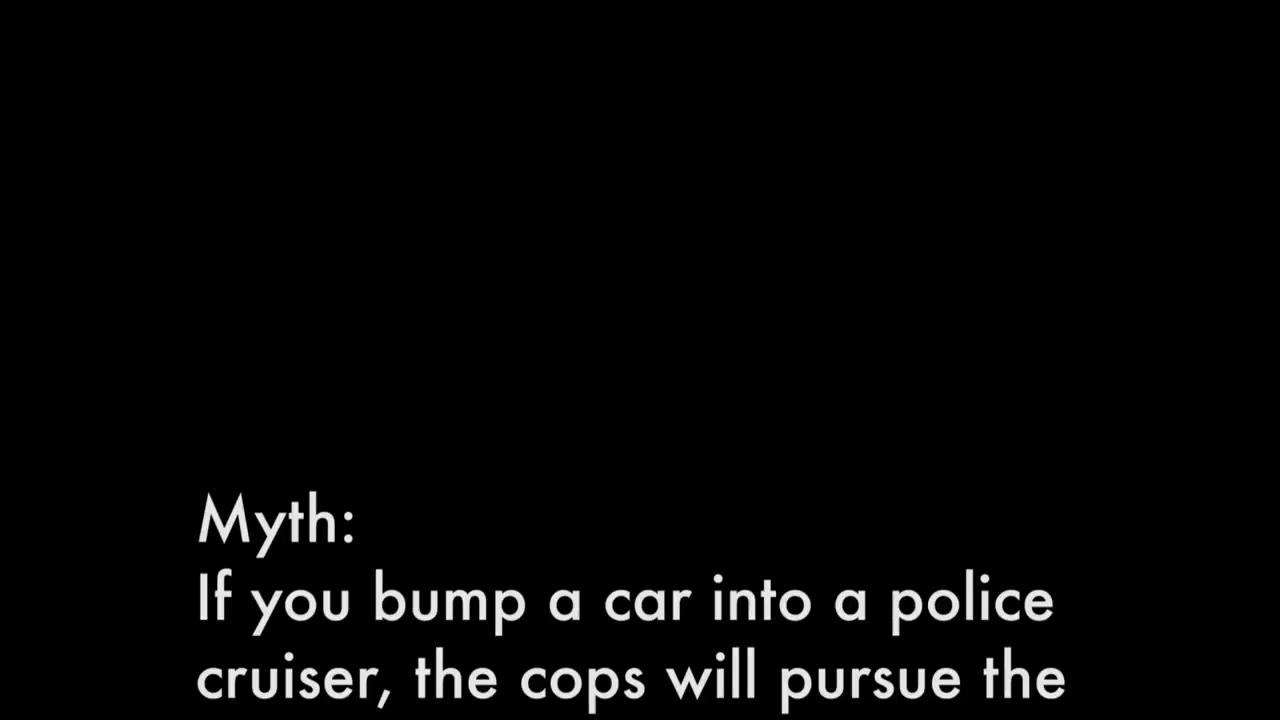 Myth:
If you bump a car into a police
cruiser, the cops will pursue the